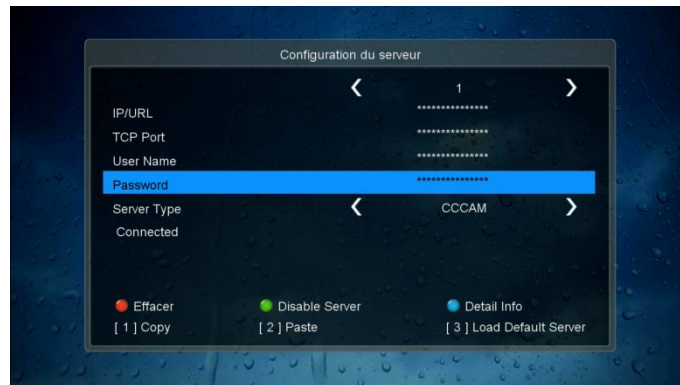 Configuration du serveur
1
IP/URL ***************
TCP Port ***************
User Name ***************
Password ***************
Server Type CCCAM
Connected
Effacer Disable Server Detail Info
[ 1 ] Copy [ 2 ] Paste [ 3 ] Load Default Server